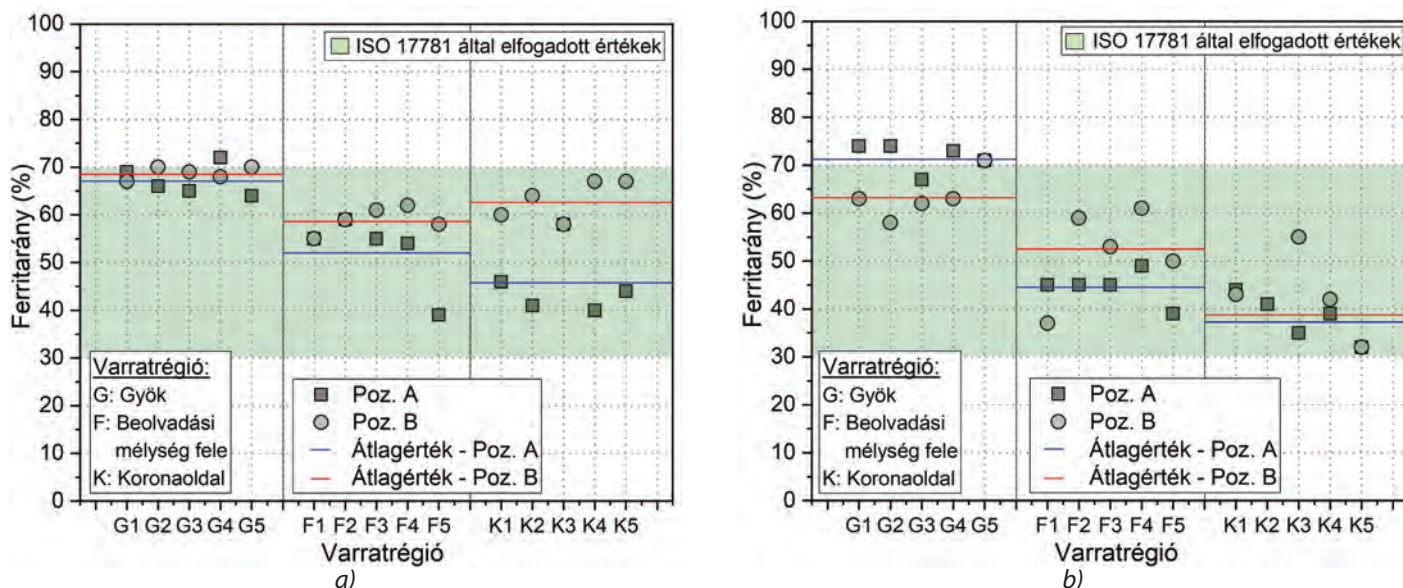 100
90
80
70
60
50
40
30
20
10
0
Ferritarány (%)
ISO 17781 által elfogadott értékek
Varratrégió:
G: Gyök
F: Beolvadási
mélység fele
K: Koronaoldal
Poz. A
Poz. B
Átlagérték - Poz. A
Átlagérték - Poz. B
G1 G2 G3 G4 G5 F1 F2 F3 F4 F5 K1 K2 K3 K4 K5
Varratrégió
a)
100
90
80
70
60
50
40
30
20
10
0
Ferritarány (%)
ISO 17781 által elfogadott értékek
Varratrégió:
G: Gyök
F: Beolvadási
mélység fele
K: Koronaoldal
Poz. A
Poz. B
Átlagérték - Poz. A
Átlagérték - Poz. B
G1 G2 G3 G4 G5 F1 F2 F3 F4 F5 K1 K2 K3 K4 K5
Varratrégió
b)